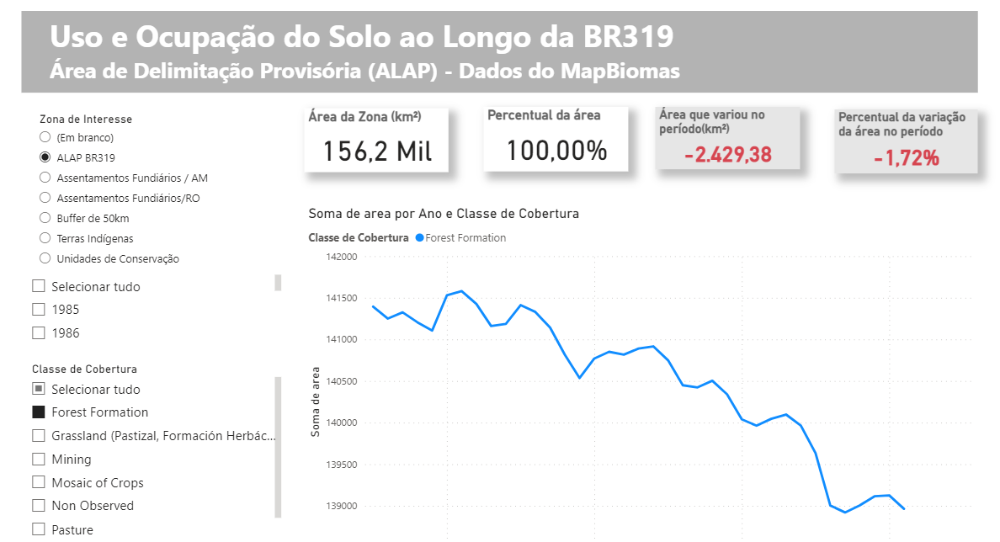 Uso e Ocupação do Solo ao Longo da BR319
Área de Delimitação Provisória (ALAP) - Dados do MapBiomas
Zona de Interesse
(Em branco)
ALAP BR319
Assentamentos Fundiários / AM
Assentamentos Fundiários/RO
Buffer de 50km
Terras Indígenas
Unidades de Conservação
Selecionar tudo
1985
1986
Classe de Cobertura
Selecionar tudo
Forest Formation
Grassland (Pastizal, Formación Herbác...
Mining
Mosaic of Crops
Non Observed
Pasture
Área da Zona (km²)
156,2 Mil
Percentual da área
100,00%
Área que variou no
período(km²)
-2.429,38
Percentual da variação
da área no período
-1,72%
Soma de area por Ano e Classe de Cobertura
Classe de Cobertura Forest Formation
142000
141500
141000
140500
140000
139500
139000
Soma de area